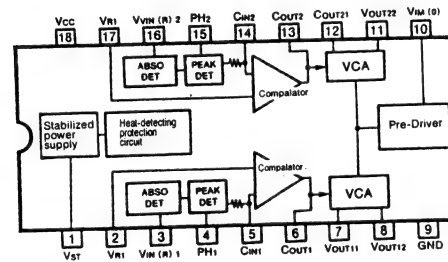 VCC VR1 VVIN (R) 2 PH2 CIN2 COUT2 COUT21 VOUT22 VIM (0)
18 17 16 15 14 13 12 11 10
ABSO DET
PEAK DET
Compalator
VCA
Stabilized power supply
Heat-detecting protection circuit
Pre-Driver
Compalator
ABSO DET
PEAK DET
VCA
1 2 3 4 5 6 7 8 9
VST VR1 VIN (R) 1 PH1 CIN1 COUT1 VOUT11 VOUT12 GND